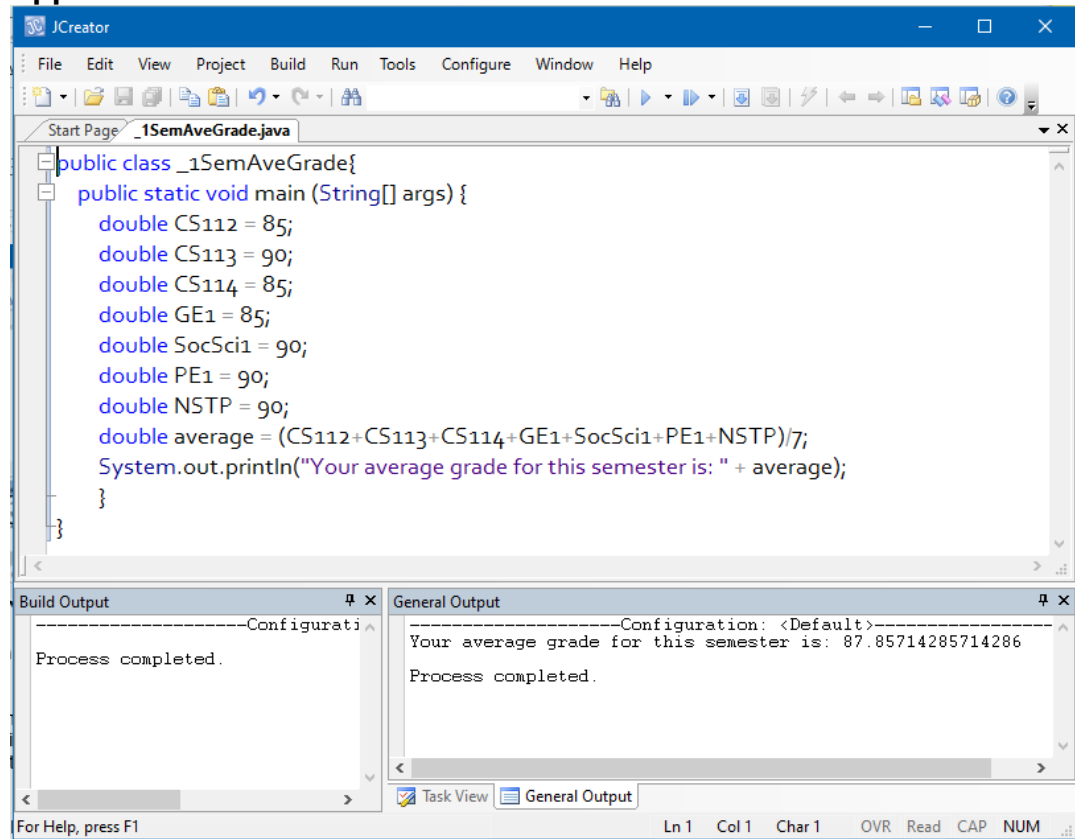 JCreator
File Edit View Project Build Run Tools Configure Window Help
Start Page _1SemAveGrade.java
public class _1SemAveGrade{
public static void main (String[] args) {
double CS112 = 85;
double CS113 = 90;
double CS114 = 85;
double GE1 = 85;
double SocSci1 = 90;
double PE1 = 90;
double NSTP = 90;
double average = (CS112+CS113+CS114+GE1+SocSci1+PE1+NSTP)/7;
System.out.println("Your average grade for this semester is: " + average);
}
}
Build Output
--------------------Configurati
Process completed.
General Output
--------------------Configuration: <Default>-----------------
Your average grade for this semester is: 87.85714285714286
Process completed.
Task View General Output
For Help, press F1 Ln 1 Col 1 Char 1 OVR Read CAP NUM